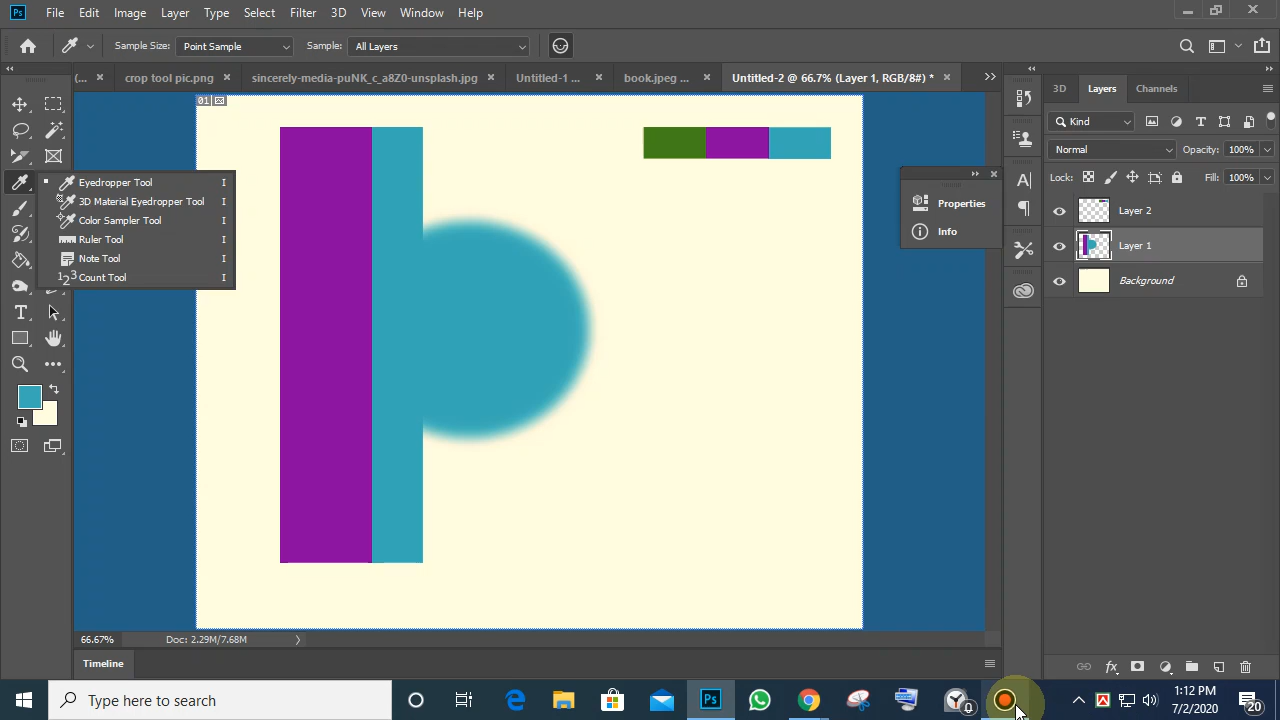 Ps File Edit Image Layer Type Select Filter 3D View Window Help
Sample Size: Point Sample Sample: All Layers
(... × crop tool pic.png × sincerely-media-puNK_c_a8Z0-unsplash.jpg × Untitled-1 ... × book.jpeg ... × Untitled-2 @ 66.7% (Layer 1, RGB/8#) * ×
3D Layers Channels
01
Kind
Normal Opacity: 100%
Lock: Fill: 100%
Eyedropper Tool I
3D Material Eyedropper Tool I
Color Sampler Tool I
Ruler Tool I
Note Tool I
Count Tool I
Properties
Info
Layer 2
Layer 1
Background
66.67% Doc: 2.29M/7.68M
Timeline
Type here to search
Ps
1:12 PM
7/2/2020
20